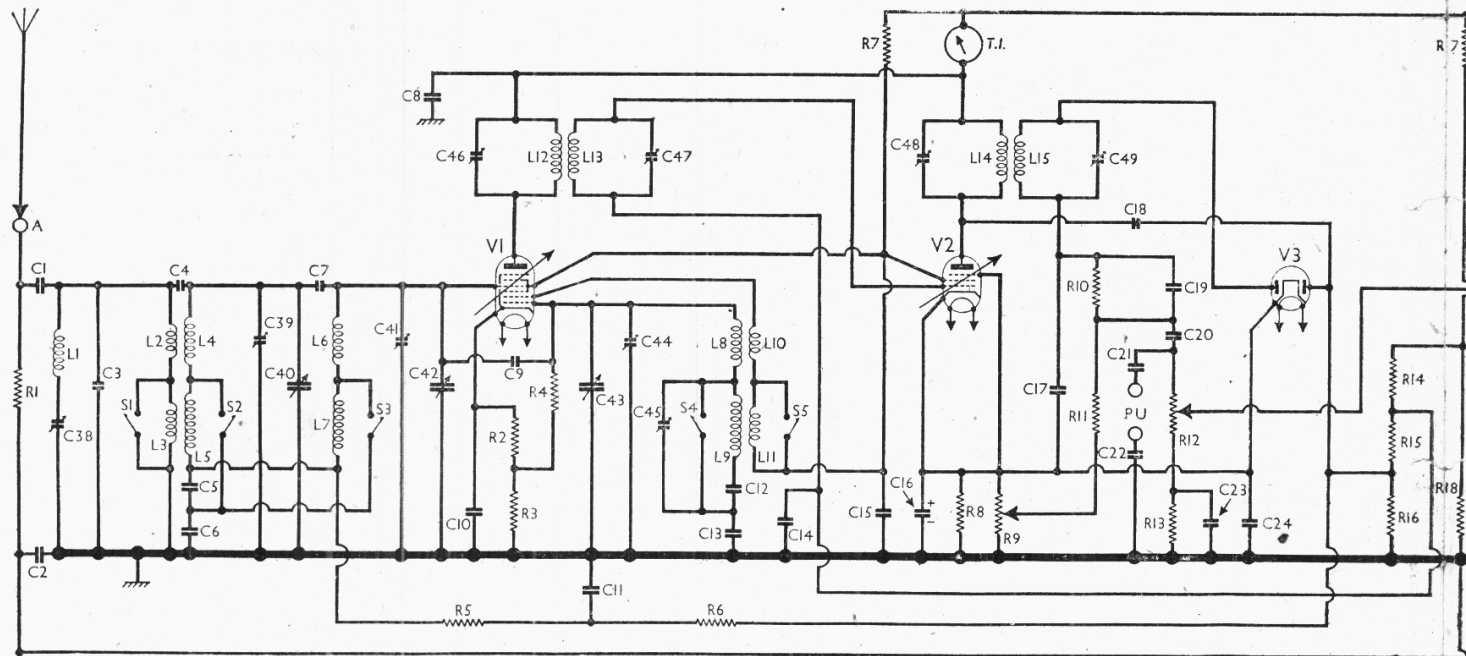 R7
T.I.
R 7
C8
C46
L12
L13
C47
C48
L14
L15
C49
A
C18
V1
V2
V3
C1
C4
C7
R10
C19
L1
C3
L2
L4
C39
L6
C41
C42
C9
R4
C44
L8
L10
C20
C21
C40
C17
R14
R1
C38
S1
S2
L7
S3
C43
C45
S4
S5
R11
PU
R12
L3
L5
R2
L9
L11
R15
C22
C5
C12
C16
+
−
C23
R18
C6
C10
R3
C13
C14
C15
R8
R9
R13
C24
R16
C2
C11
R5
R6